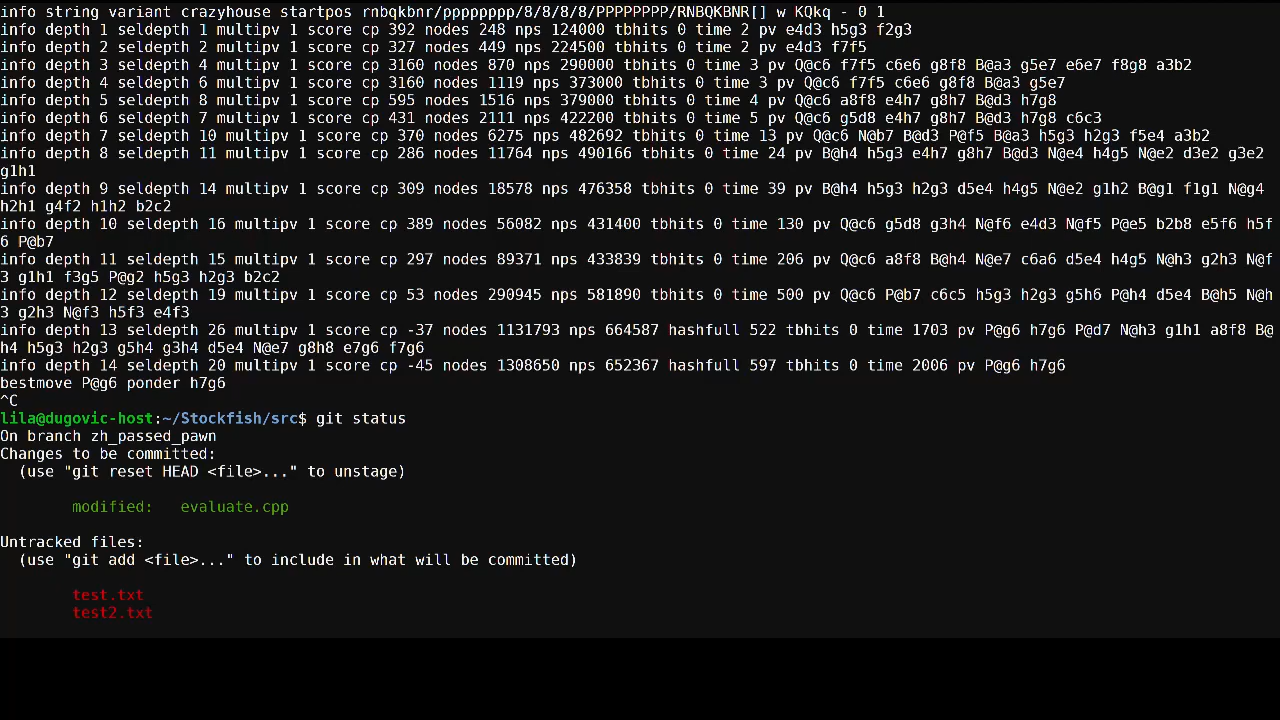 info string variant crazyhouse startpos rnbqkbnr/pppppppp/8/8/8/8/PPPPPPPP/RNBQKBNR[] w KQkq - 0 1
info depth 1 seldepth 1 multipv 1 score cp 392 nodes 248 nps 124000 tbhits 0 time 2 pv e4d3 h5g3 f2g3
info depth 2 seldepth 2 multipv 1 score cp 327 nodes 449 nps 224500 tbhits 0 time 2 pv e4d3 f7f5
info depth 3 seldepth 4 multipv 1 score cp 3160 nodes 870 nps 290000 tbhits 0 time 3 pv Q@c6 f7f5 c6e6 g8f8 B@a3 g5e7 e6e7 f8g8 a3b2
info depth 4 seldepth 6 multipv 1 score cp 3160 nodes 1119 nps 373000 tbhits 0 time 3 pv Q@c6 f7f5 c6e6 g8f8 B@a3 g5e7
info depth 5 seldepth 8 multipv 1 score cp 595 nodes 1516 nps 379000 tbhits 0 time 4 pv Q@c6 a8f8 e4h7 g8h7 B@d3 h7g8
info depth 6 seldepth 7 multipv 1 score cp 431 nodes 2111 nps 422200 tbhits 0 time 5 pv Q@c6 g5d8 e4h7 g8h7 B@d3 h7g8 c6c3
info depth 7 seldepth 10 multipv 1 score cp 370 nodes 6275 nps 482692 tbhits 0 time 13 pv Q@c6 N@b7 B@d3 P@f5 B@a3 h5g3 h2g3 f5e4 a3b2
info depth 8 seldepth 11 multipv 1 score cp 286 nodes 11764 nps 490166 tbhits 0 time 24 pv B@h4 h5g3 e4h7 g8h7 B@d3 N@e4 h4g5 N@e2 d3e2 g3e2
g1h1
info depth 9 seldepth 14 multipv 1 score cp 309 nodes 18578 nps 476358 tbhits 0 time 39 pv B@h4 h5g3 h2g3 d5e4 h4g5 N@e2 g1h2 B@g1 f1g1 N@g4
h2h1 g4f2 h1h2 b2c2
info depth 10 seldepth 16 multipv 1 score cp 389 nodes 56082 nps 431400 tbhits 0 time 130 pv Q@c6 g5d8 g3h4 N@f6 e4d3 N@f5 P@e5 b2b8 e5f6 h5f
6 P@b7
info depth 11 seldepth 15 multipv 1 score cp 297 nodes 89371 nps 433839 tbhits 0 time 206 pv Q@c6 a8f8 B@h4 N@e7 c6a6 d5e4 h4g5 N@h3 g2h3 N@f
3 g1h1 f3g5 P@g2 h5g3 h2g3 b2c2
info depth 12 seldepth 19 multipv 1 score cp 53 nodes 290945 nps 581890 tbhits 0 time 500 pv Q@c6 P@b7 c6c5 h5g3 h2g3 g5h6 P@h4 d5e4 B@h5 N@h
3 g2h3 N@f3 h5f3 e4f3
info depth 13 seldepth 26 multipv 1 score cp -37 nodes 1131793 nps 664587 hashfull 522 tbhits 0 time 1703 pv P@g6 h7g6 P@d7 N@h3 g1h1 a8f8 B@
h4 h5g3 h2g3 g5h4 g3h4 d5e4 N@e7 g8h8 e7g6 f7g6
info depth 14 seldepth 20 multipv 1 score cp -45 nodes 1308650 nps 652367 hashfull 597 tbhits 0 time 2006 pv P@g6 h7g6
bestmove P@g6 ponder h7g6
^C
lila@dugovic-host:~/Stockfish/src$ git status
On branch zh_passed_pawn
Changes to be committed:
  (use "git reset HEAD <file>..." to unstage)
        modified:   evaluate.cpp
Untracked files:
  (use "git add <file>..." to include in what will be committed)
        test.txt
        test2.txt